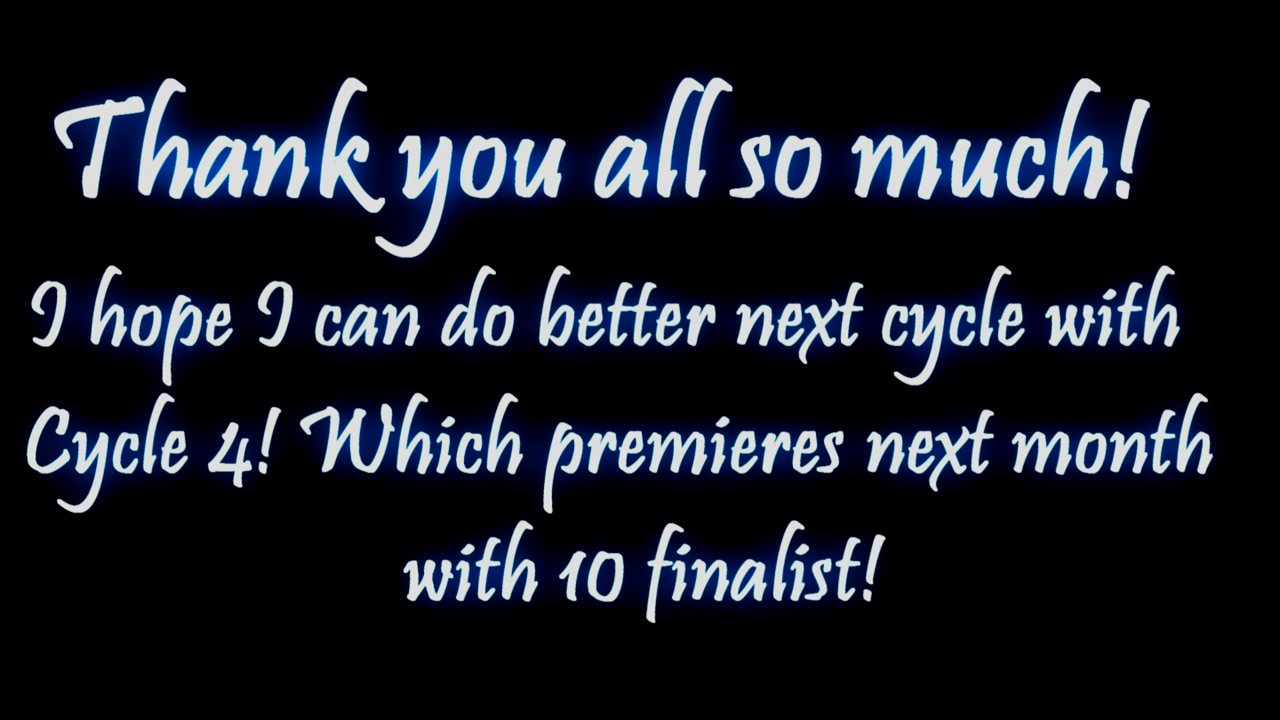 Thank you all so much!
I hope I can do better next cycle with
Cycle 4! Which premieres next month
with 10 finalist!